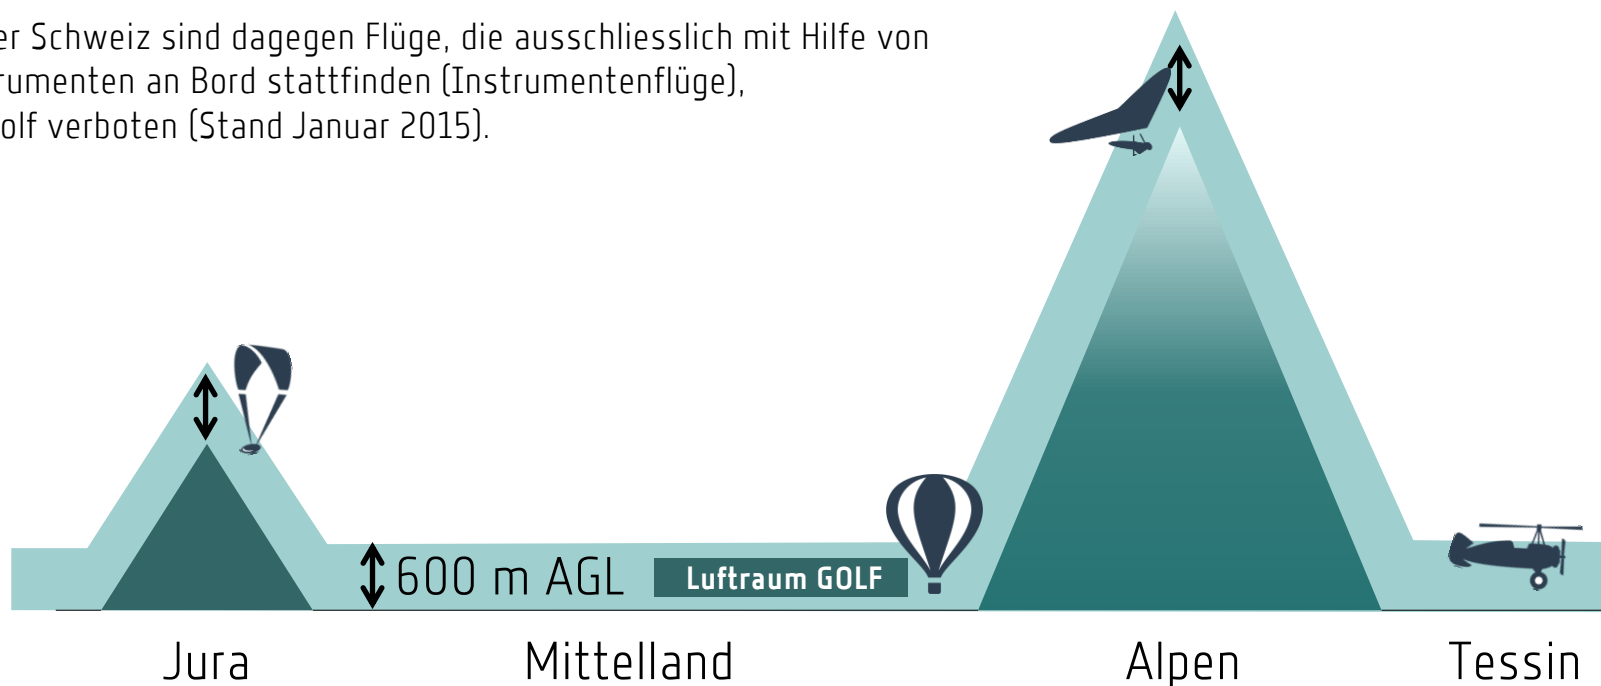 er Schweiz sind dagegen Flüge, die ausschliesslich mit Hilfe von
rumenten an Bord stattfinden (Instrumentenflüge),
olf verboten (Stand Januar 2015).
600 m AGL
Luftraum GOLF
Jura
Mittelland
Alpen
Tessin